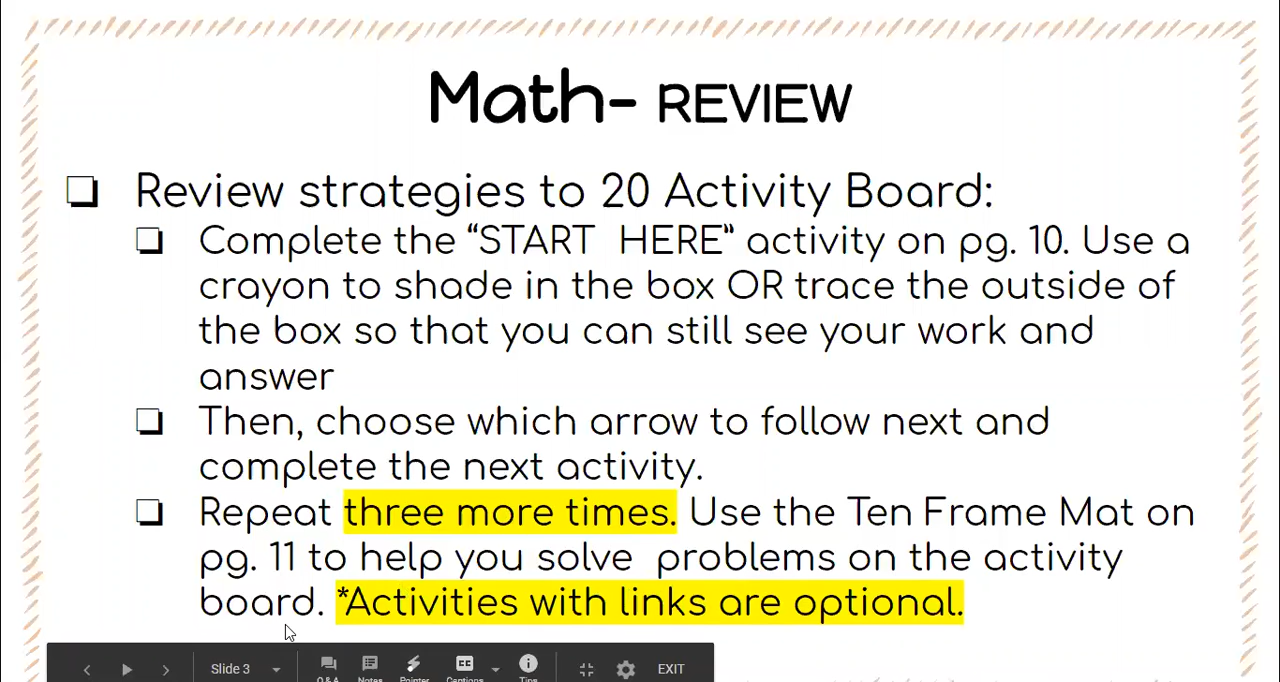 Math- REVIEW
Review strategies to 20 Activity Board:
Complete the “START HERE” activity on pg. 10. Use a
crayon to shade in the box OR trace the outside of
the box so that you can still see your work and
answer
Then, choose which arrow to follow next and
complete the next activity.
Repeat three more times. Use the Ten Frame Mat on
pg. 11 to help you solve problems on the activity
board. *Activities with links are optional.
Slide 3 Q&A Notes Pointer Captions Tips EXIT